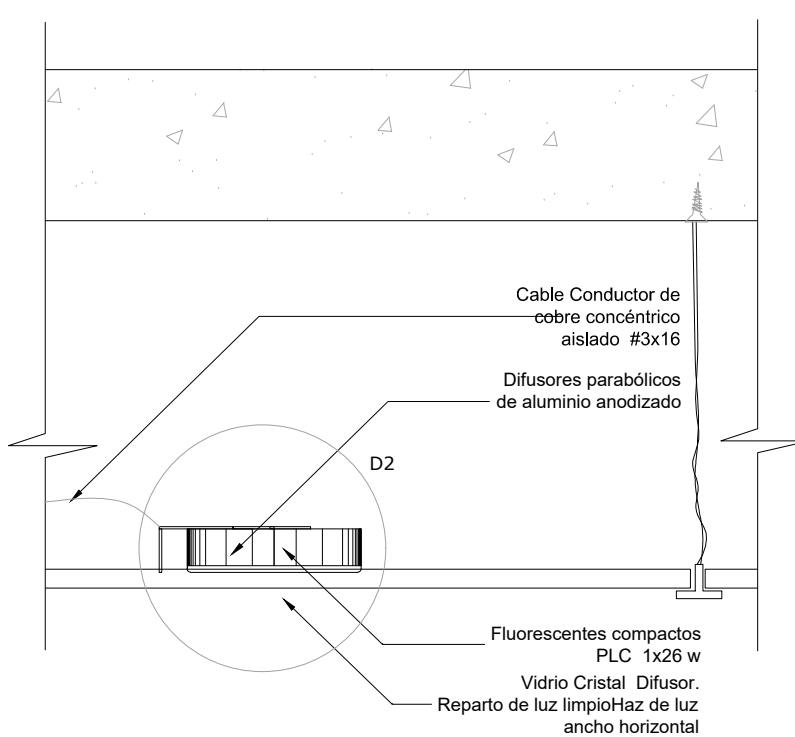 Cable Conductor de
cobre concéntrico
aislado #3x16
Difusores parabólicos
de aluminio anodizado
D2
Fluorescentes compactos
PLC 1x26 w
Vidrio Cristal Difusor.
Reparto de luz limpioHaz de luz
ancho horizontal